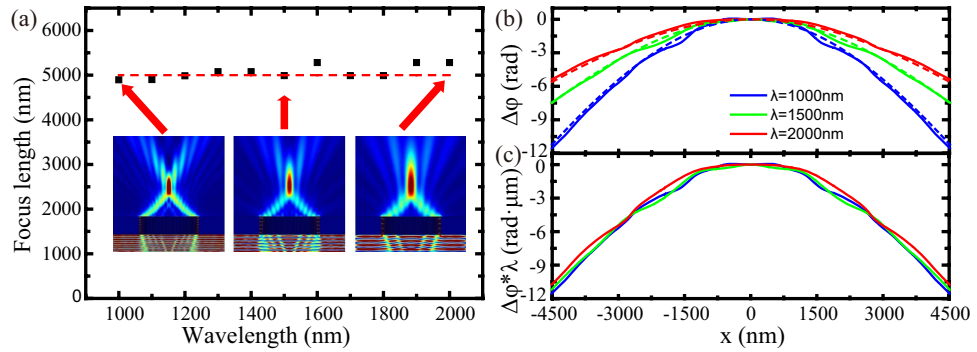 (a)
Focus length (nm)
6000
5000
4000
3000
2000
1000
0
1000 1200 1400 1600 1800 2000
Wavelength (nm)
(b)
Δφ (rad)
0
-3
-6
-9
-12
λ=1000nm
λ=1500nm
λ=2000nm
(c)
Δφ*λ (rad·μm)
0
-3
-6
-9
-12
-4500 -3000 -1500 0 1500 3000 4500
x (nm)